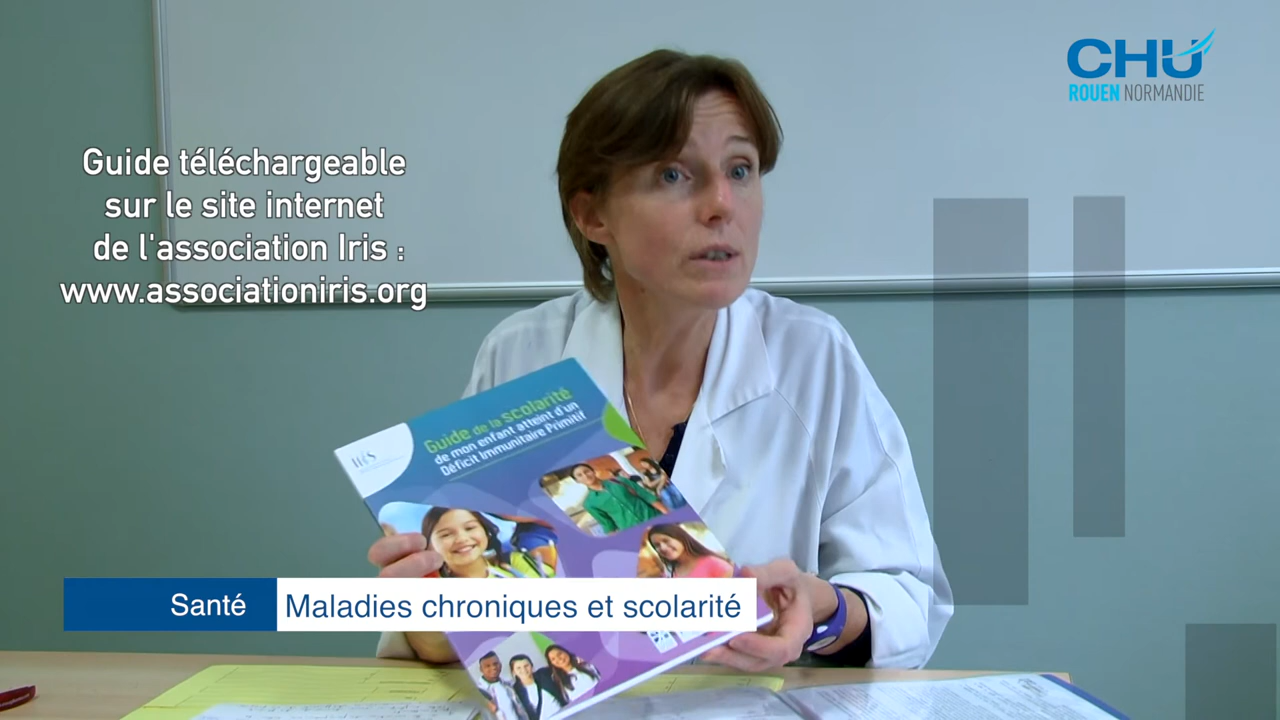 CHU
ROUEN NORMANDIE
Guide téléchargeable
sur le site internet
de l'association Iris :
www.associationiris.org
Guide de la scolarité
de mon enfant atteint d'un
Déficit Immunitaire Primitif
IRIS
Santé
Maladies chroniques et scolarité